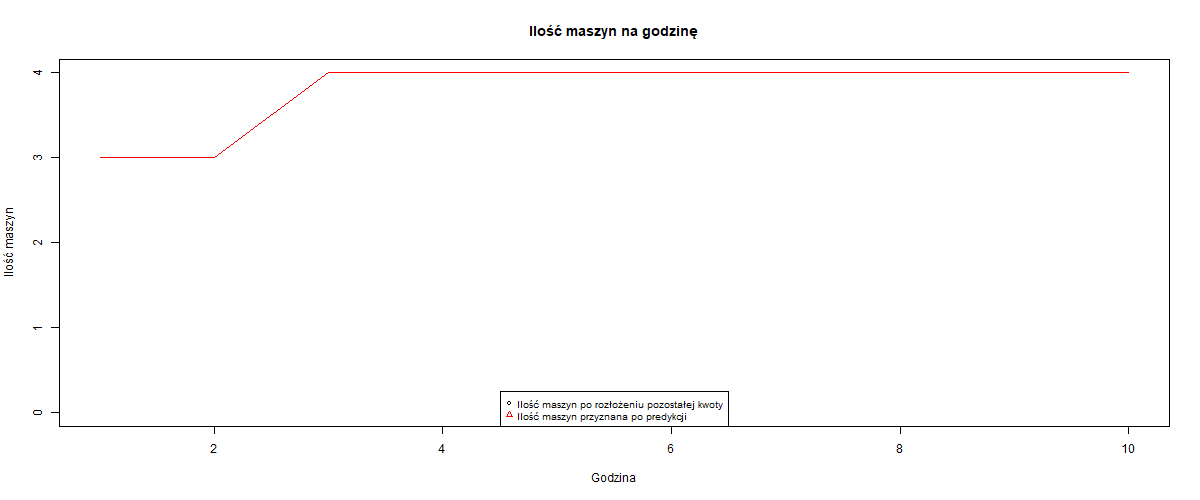 Ilość maszyn na godzinę
Ilość maszyn
4
3
2
1
0
Ilość maszyn po rozłożeniu pozostałej kwoty
Ilość maszyn przyznana po predykcji
2 4 6 8 10
Godzina